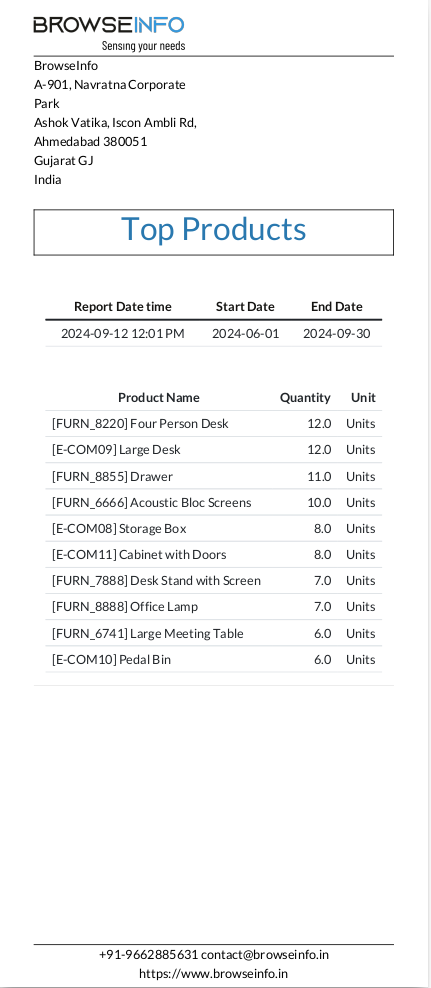 BROWSEINFO
Sensing your needs
BrowseInfo
A-901, Navratna Corporate
Park
Ashok Vatika, Iscon Ambli Rd,
Ahmedabad 380051
Gujarat GJ
India
Top Products
Report Date time Start Date End Date
2024-09-12 12:01 PM 2024-06-01 2024-09-30
Product Name Quantity Unit
[FURN_8220] Four Person Desk 12.0 Units
[E-COM09] Large Desk 12.0 Units
[FURN_8855] Drawer 11.0 Units
[FURN_6666] Acoustic Bloc Screens 10.0 Units
[E-COM08] Storage Box 8.0 Units
[E-COM11] Cabinet with Doors 8.0 Units
[FURN_7888] Desk Stand with Screen 7.0 Units
[FURN_8888] Office Lamp 7.0 Units
[FURN_6741] Large Meeting Table 6.0 Units
[E-COM10] Pedal Bin 6.0 Units
+91-9662885631 contact@browseinfo.in
https://www.browseinfo.in